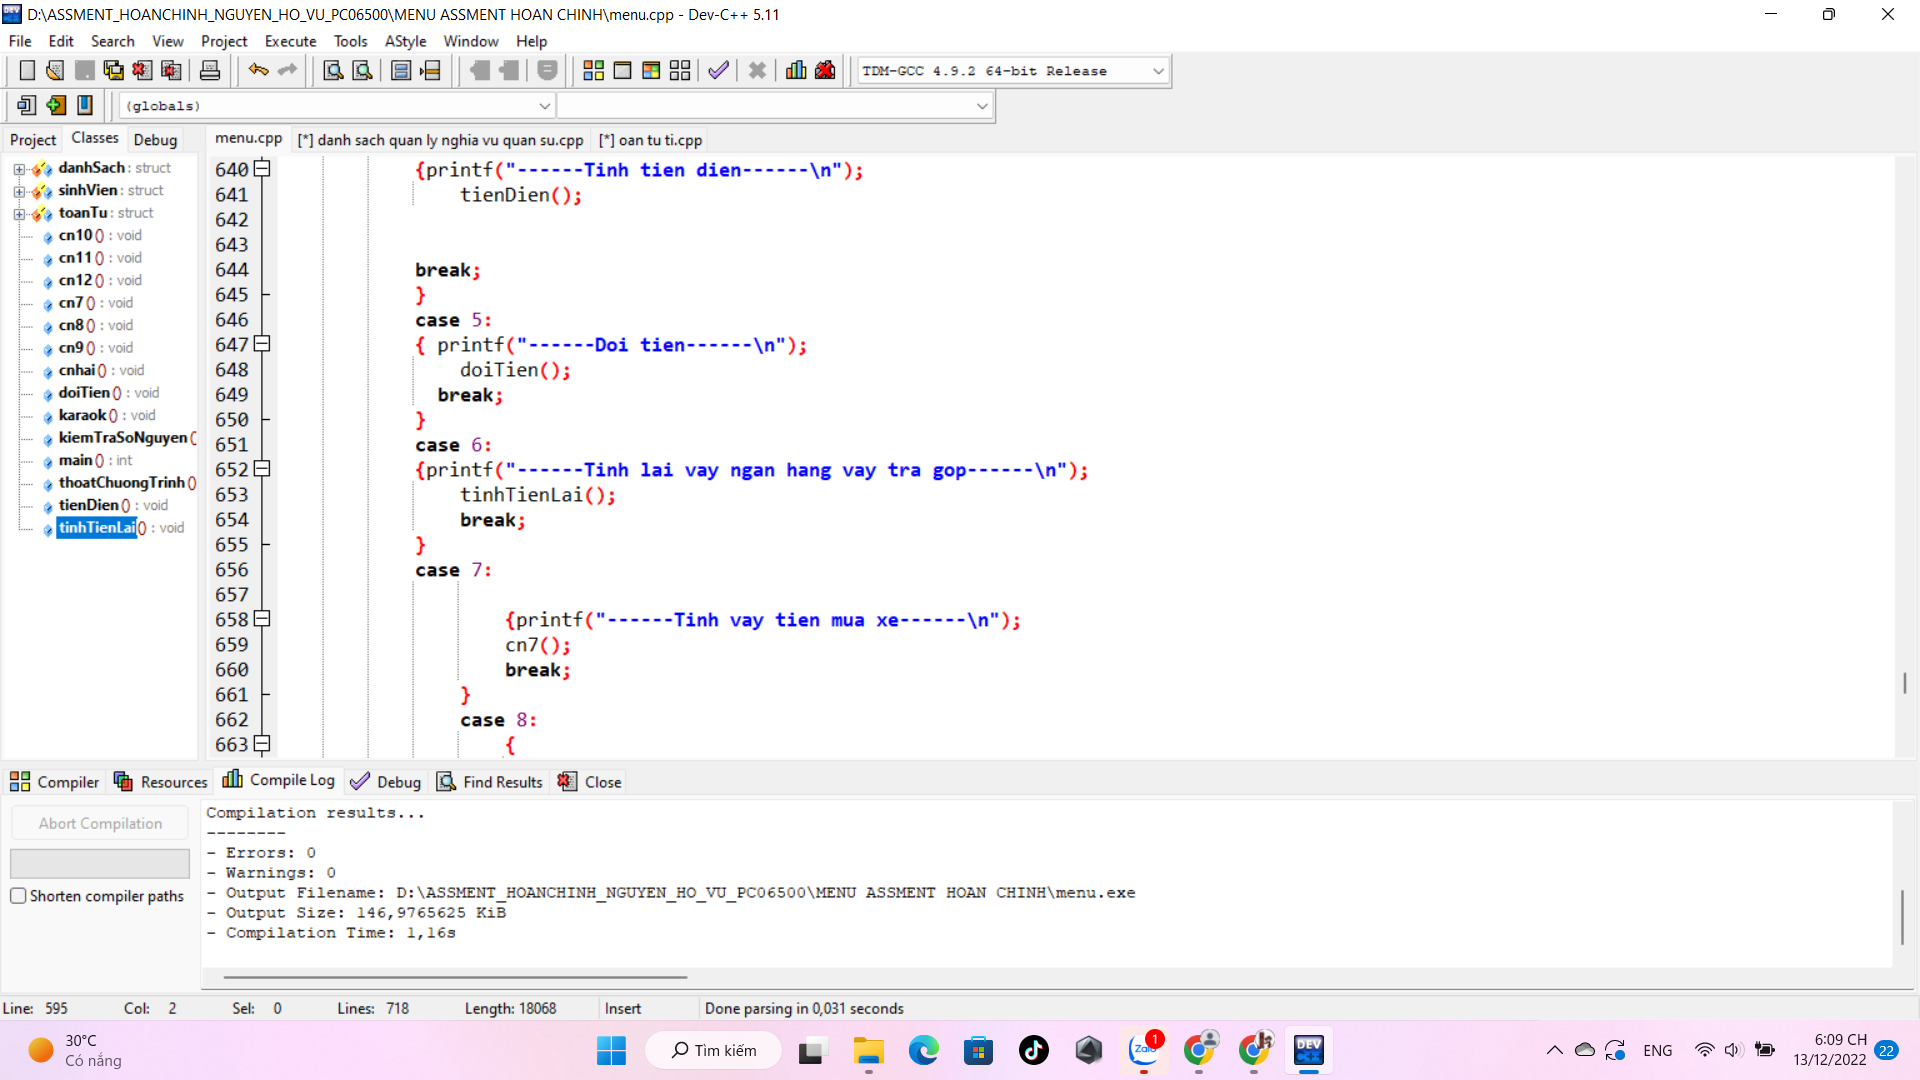 D:\ASSMENT_HOANCHINH_NGUYEN_HO_VU_PC06500\MENU ASSMENT HOAN CHINH\menu.cpp - Dev-C++ 5.11
File Edit Search View Project Execute Tools AStyle Window Help
TDM-GCC 4.9.2 64-bit Release
(globals)
Project Classes Debug
menu.cpp [*] danh sach quan ly nghia vu quan su.cpp [*] oan tu ti.cpp
danhSach : struct
sinhVien : struct
toanTu : struct
cn10 () : void
cn11 () : void
cn12 () : void
cn7 () : void
cn8 () : void
cn9 () : void
cnhai () : void
doiTien () : void
karaok () : void
kiemTraSoNguyen (
main () : int
thoatChuongTrinh ()
tienDien () : void
tinhTienLai () : void
640 {printf("------Tinh tien dien------\n");
641 tienDien();
642
643
644 break;
645 }
646 case 5:
647 { printf("------Doi tien------\n");
648 doiTien();
649 break;
650 }
651 case 6:
652 {printf("------Tinh lai vay ngan hang vay tra gop------\n");
653 tinhTienLai();
654 break;
655 }
656 case 7:
657
658 {printf("------Tinh vay tien mua xe------\n");
659 cn7();
660 break;
661 }
662 case 8:
663 {
Compiler Resources Compile Log Debug Find Results Close
Abort Compilation
Shorten compiler paths
Compilation results...
--------
- Errors: 0
- Warnings: 0
- Output Filename: D:\ASSMENT_HOANCHINH_NGUYEN_HO_VU_PC06500\MENU ASSMENT HOAN CHINH\menu.exe
- Output Size: 146,9765625 KiB
- Compilation Time: 1,16s
Line: 595 Col: 2 Sel: 0 Lines: 718 Length: 18068 Insert Done parsing in 0,031 seconds
30°C
Có nắng
Tìm kiếm
Zalo
1
DEV
C++
ENG
6:09 CH
13/12/2022
22